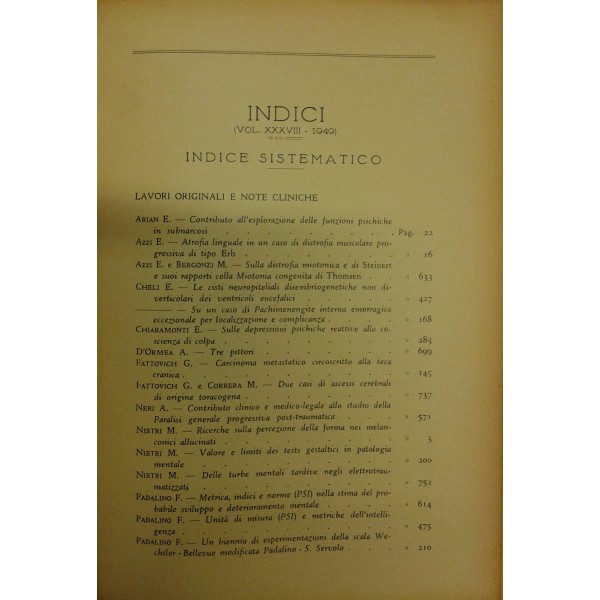 INDICI
(VOL. XXXVIII - 1949)
INDICE SISTEMATICO
LAVORI ORIGINALI E NOTE CLINICHE
ARIAN E. — Contributo all'esplorazione delle funzioni psichiche
in subnarcosi . . . . . . . . Pag. 22
AZZI E. — Atrofia linguale in un caso di distrofia muscolare pro-
gressiva di tipo Erb . . . . . . . » 16
AZZI E. e BERGONZI M. — Sulla distrofia miotonica e di Steinert
e suoi rapporti colla Miotonia congenita di Thomsen . . » 633
CHELI E. — Le cisti neuropiteliali disembriogenetiche non di-
verticolari dei ventricoli encefalici . . . . . » 427
——— — Su un caso di Pachimeningite interna emorragica
eccezionale per localizzazione e complicanza . . . . » 168
CHIARAMONTI E. — Sulle depressioni psichiche reattive alla co-
scienza di colpa . . . . . . . » 285
D'ORMEA A. — Tre pittori . . . . . . » 699
FATTOVICH G. — Carcinoma metastatico circoscritto alla teca
cranica . . . . . . . . . » 145
FATTOVICH G. e CORRERA M. — Due casi di ascessi cerebrali
di origine toracogena . . . . . . . » 737
NERI A. — Contributo clinico e medico-legale allo studio della
Paralisi generale progressiva post-traumatica . . . » 571
NISTRI M. — Ricerche sulla percezione della forma nei melan-
conici allucinati . . . . . . . » 3
NISTRI M. — Valore e limiti dei tests gestaltici in patologia
mentale . . . . . . . . . » 200
NISTRI M. — Delle turbe mentali tardive negli elettrotrau-
matizzati . . . . . . . . . » 752
PADALINO F. — Metrica, indici e norme (PSI) nella stima del pro-
babile sviluppo e deterioramento mentale . . . . » 614
PADALINO F. — Unità di misura (PSI) e metriche dell'intelli-
genza . . . . . . . . . » 475
PADALINO F. — Un biennio di esperimentazioni della scala We-
chsler - Bellevue modificata Padalino - S. Servolo . . . » 210